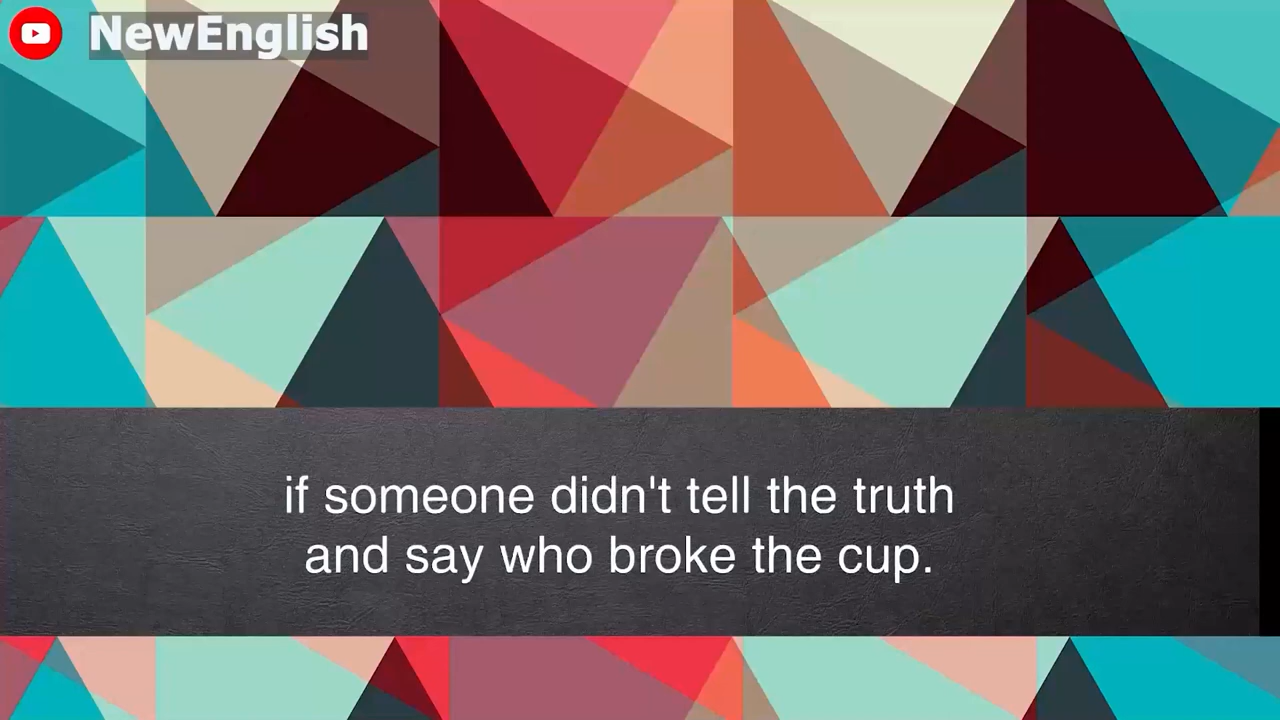 NewEnglish
if someone didn't tell the truth
and say who broke the cup.